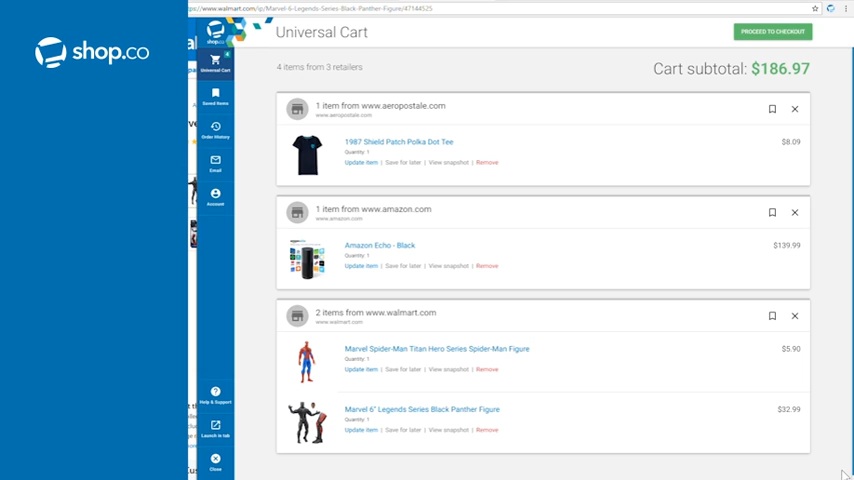 https://www.walmart.com/ip/Marvel-6-Legends-Series-Black-Panther-Figure/47144525
shop.co
shop.co
Universal Cart
PROCEED TO CHECKOUT
4 items from 3 retailers
Cart subtotal: $186.97
4
Universal Cart
Saved Items
Order History
Email
Account
Help & Support
Launch in tab
Close
1 item from www.aeropostale.com
www.aeropostale.com
1987 Shield Patch Polka Dot Tee
$8.09
Quantity: 1
Update item | Save for later | View snapshot | Remove
1 item from www.amazon.com
www.amazon.com
Amazon Echo - Black
$139.99
Quantity: 1
Update item | Save for later | View snapshot | Remove
2 items from www.walmart.com
www.walmart.com
Marvel Spider-Man Titan Hero Series Spider-Man Figure
$5.90
Quantity: 1
Update item | Save for later | View snapshot | Remove
Marvel 6" Legends Series Black Panther Figure
$32.99
Quantity: 1
Update item | Save for later | View snapshot | Remove